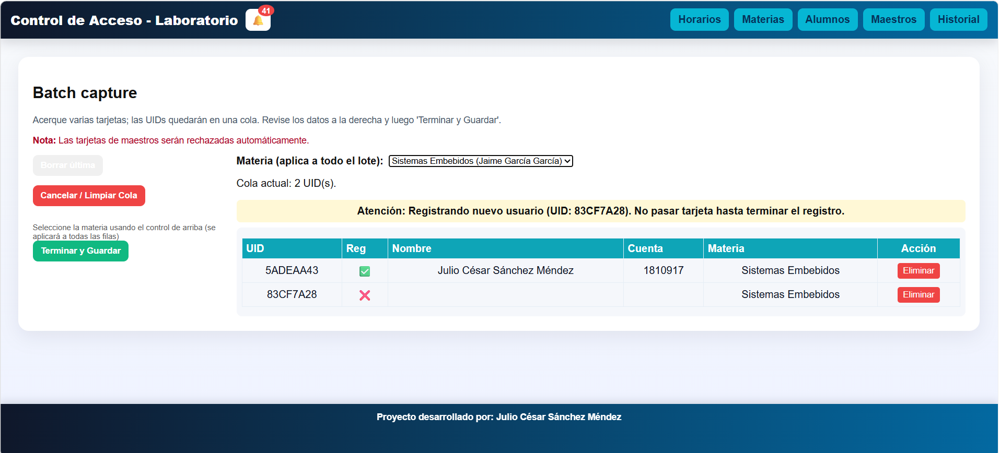 Control de Acceso - Laboratorio
41
Horarios
Materias
Alumnos
Maestros
Historial
Batch capture
Acerque varias tarjetas; las UIDs quedarán en una cola. Revise los datos a la derecha y luego 'Terminar y Guardar'.
Nota: Las tarjetas de maestros serán rechazadas automáticamente.
Borrar última
Cancelar / Limpiar Cola
Seleccione la materia usando el control de arriba (se
aplicará a todas las filas)
Terminar y Guardar
Materia (aplica a todo el lote): Sistemas Embebidos (Jaime García García)
Cola actual: 2 UID(s).
Atención: Registrando nuevo usuario (UID: 83CF7A28). No pasar tarjeta hasta terminar el registro.
UID Reg Nombre Cuenta Materia Acción
5ADEAA43 Julio César Sánchez Méndez 1810917 Sistemas Embebidos Eliminar
83CF7A28 Sistemas Embebidos Eliminar
Proyecto desarrollado por: Julio César Sánchez Méndez